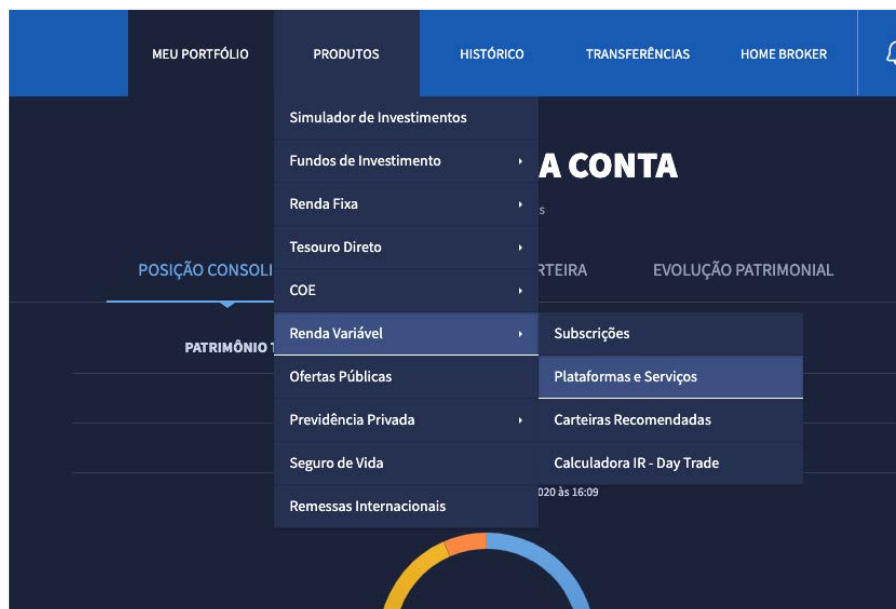 MEU PORTFÓLIO
PRODUTOS
HISTÓRICO
TRANSFERÊNCIAS
HOME BROKER
Simulador de Investimentos
Fundos de Investimento
A CONTA
Renda Fixa
s
Tesouro Direto
POSIÇÃO CONSOLI
RTEIRA
EVOLUÇÃO PATRIMONIAL
COE
Renda Variável
Subscrições
PATRIMÔNIO T
Ofertas Públicas
Plataformas e Serviços
Previdência Privada
Carteiras Recomendadas
Seguro de Vida
Calculadora IR - Day Trade
020 às 16:09
Remessas Internacionais